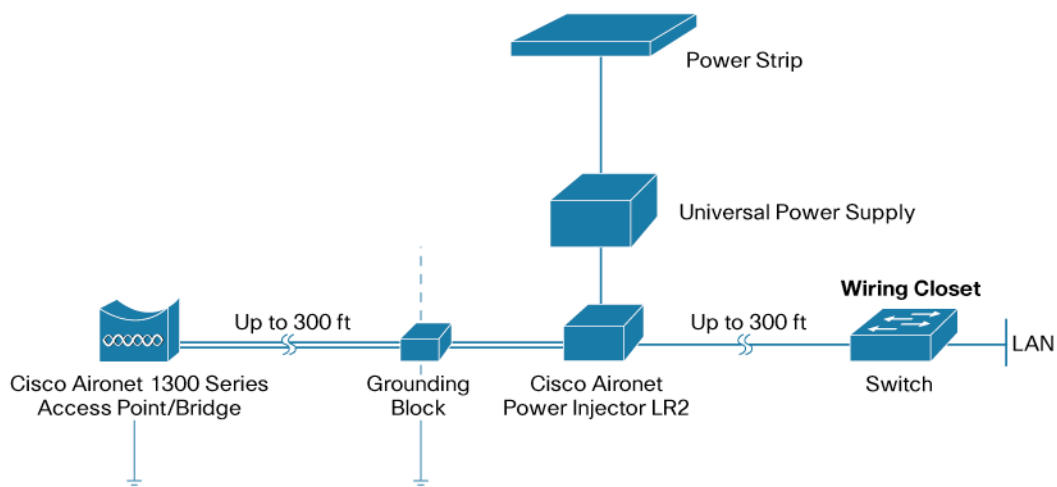 Power Strip
Universal Power Supply
Wiring Closet
Up to 300 ft
Up to 300 ft
LAN
Cisco Aironet 1300 Series
Access Point/Bridge
Grounding
Block
Cisco Aironet
Power Injector LR2
Switch